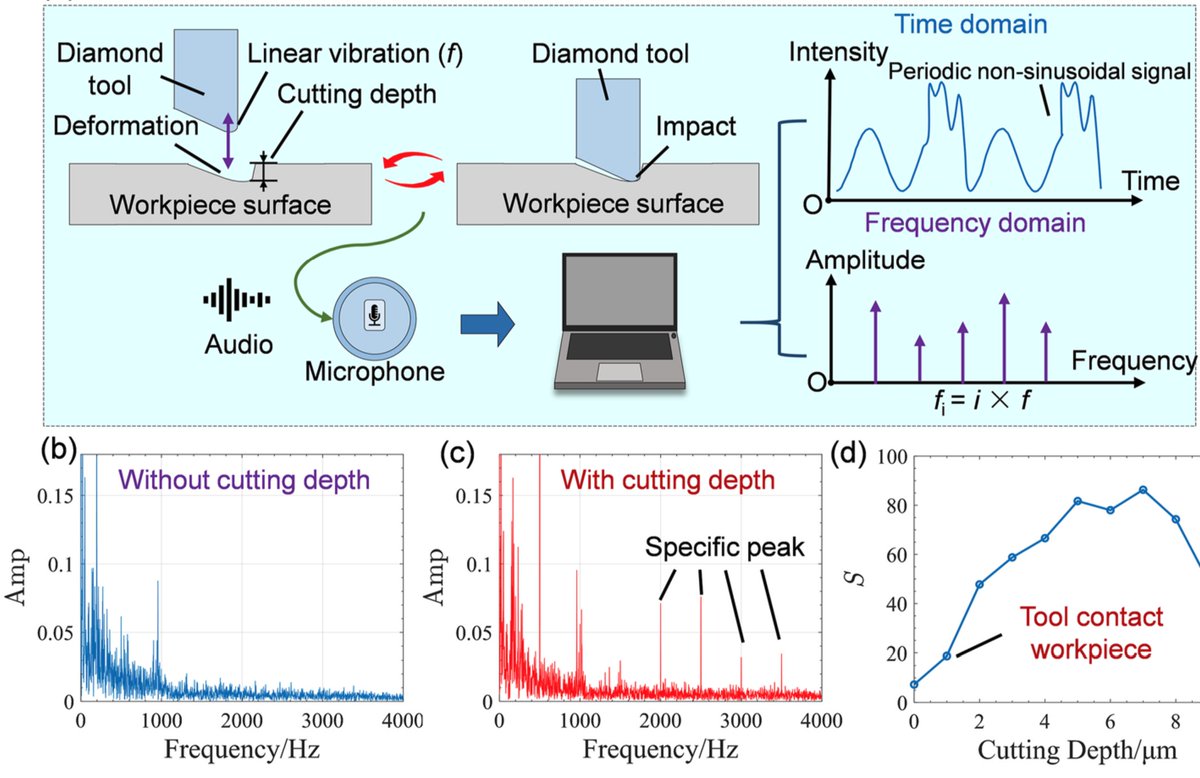 Time domain
Diamond
tool
Linear vibration (f)
Cutting depth
Deformation
Workpiece surface
Diamond tool
Impact
Workpiece surface
Intensity
Periodic non-sinusoidal signal
Time
O
Frequency domain
Amplitude
Frequency
O
fi = i × f
Audio
Microphone
(b)
Without cutting depth
Amp
0.15
0.1
0.05
0
0 1000 2000 3000 4000
Frequency/Hz
(c)
With cutting depth
Specific peak
Amp
0.15
0.1
0.05
0
0 1000 2000 3000 4000
Frequency/Hz
(d)
100
80
60
40
20
0
S
Tool contact
workpiece
0 2 4 6 8
Cutting Depth/μm